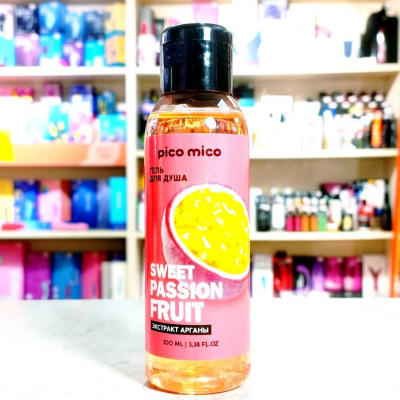 pico mico
ГЕЛЬ
ДЛЯ ДУША
SWEET
PASSION
FRUIT
ЭКСТРАКТ АРГАНЫ
100 ML | 3,38 FL.OZ